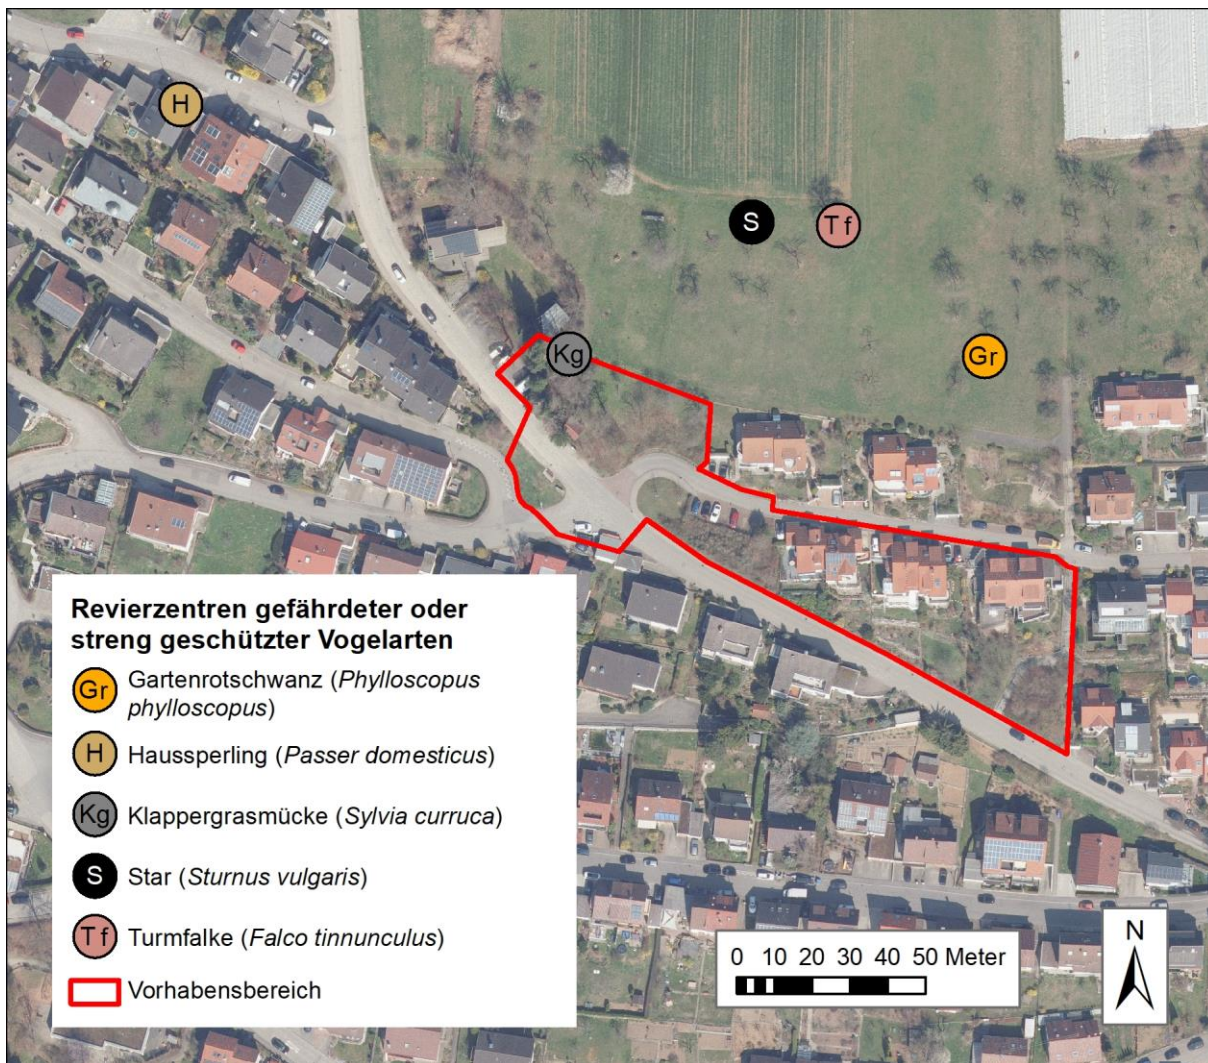 H
S
Tf
Kg
Gr
Revierzentren gefährdeter oder
streng geschützter Vogelarten
Gr Gartenrotschwanz (Phylloscopus
phylloscopus)
H Haussperling (Passer domesticus)
Kg Klappergrasmücke (Sylvia curruca)
S Star (Sturnus vulgaris)
Tf Turmfalke (Falco tinnunculus)
Vorhabensbereich
0 10 20 30 40 50 Meter
N